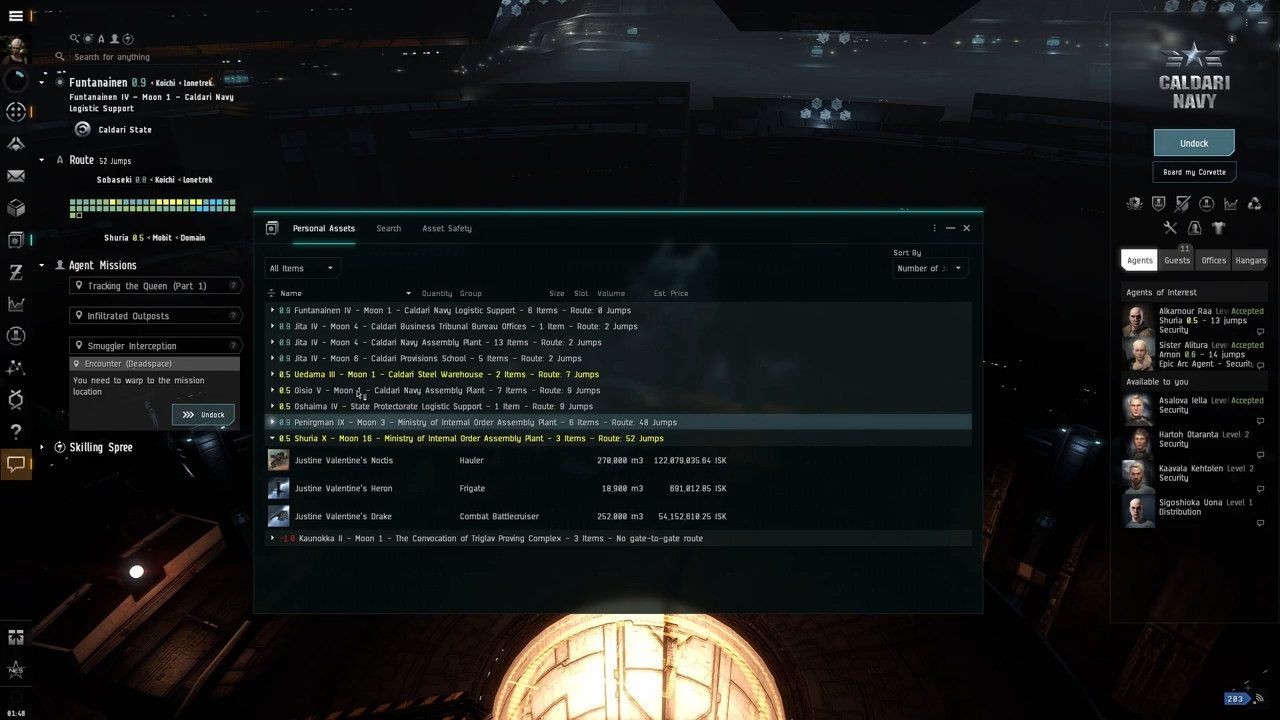 Search for anything
Funtanainen 0.9 ‹ Koichi ‹ Lonetrek
Funtanainen IV - Moon 1 - Caldari Navy
Logistic Support
Caldari State
Route 52 Jumps
Sobaseki 0.8 ‹ Koichi ‹ Lonetrek
Shuria 0.5 ‹ Mobit ‹ Domain
Agent Missions
Tracking the Queen (Part 1)
Infiltrated Outposts
Smuggler Interception
Encounter (Deadspace)
You need to warp to the mission
location
Undock
Skilling Spree
01:48
Personal Assets Search Asset Safety
All Items
Sort By
Number of J
Name Quantity Group Size Slot Volume Est. Price
0.9 Funtanainen IV - Moon 1 - Caldari Navy Logistic Support - 6 Items - Route: 0 Jumps
0.9 Jita IV - Moon 4 - Caldari Business Tribunal Bureau Offices - 1 Item - Route: 2 Jumps
0.9 Jita IV - Moon 4 - Caldari Navy Assembly Plant - 13 Items - Route: 2 Jumps
0.9 Jita IV - Moon 6 - Caldari Provisions School - 5 Items - Route: 2 Jumps
0.5 Uedama III - Moon 1 - Caldari Steel Warehouse - 2 Items - Route: 7 Jumps
0.5 Oisio V - Moon 1 - Caldari Navy Assembly Plant - 7 Items - Route: 9 Jumps
0.5 Oshaima IV - State Protectorate Logistic Support - 1 Item - Route: 9 Jumps
0.9 Penirgman IX - Moon 3 - Ministry of Internal Order Assembly Plant - 6 Items - Route: 48 Jumps
0.5 Shuria X - Moon 16 - Ministry of Internal Order Assembly Plant - 3 Items - Route: 52 Jumps
Justine Valentine's Noctis Hauler 270,000 m3 122,079,035.64 ISK
Justine Valentine's Heron Frigate 18,900 m3 691,012.85 ISK
Justine Valentine's Drake Combat Battlecruiser 252,000 m3 54,152,610.25 ISK
-1.0 Kaunokka II - Moon 1 - The Convocation of Triglav Proving Complex - 3 Items - No gate-to-gate route
CALDARI
NAVY
Undock
Board my Corvette
11
Agents Guests Offices Hangars
Agents of Interest
Alkamour Raa Leve Accepted
Shuria 0.5 - 13 jumps
Security
Sister Alitura Leve Accepted
Arnon 0.6 - 14 jumps
Epic Arc Agent - Securit
Available to you
Asalova Iella Level Accepted
Security
Hartoh Otaranta Level 2
Security
Kaavala Kehtolen Level 2
Security
Sigoshioka Uona Level 1
Distribution
203